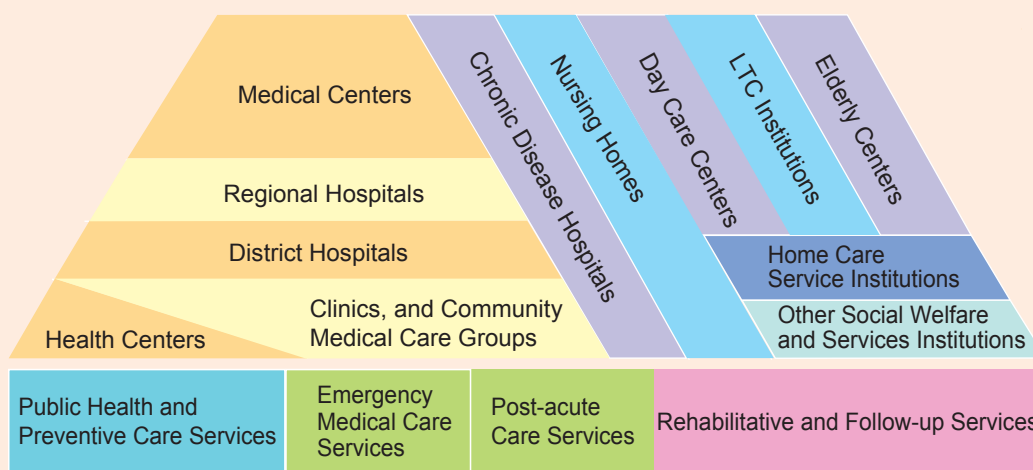 Medical Centers
Regional Hospitals
District Hospitals
Health Centers
Clinics, and Community
Medical Care Groups
Chronic Disease Hospitals
Nursing Homes
Day Care Centers
LTC Institutions
Elderly Centers
Home Care
Service Institutions
Other Social Welfare
and Services Institutions
Public Health and
Preventive Care Services
Emergency
Medical Care
Services
Post-acute
Care Services
Rehabilitative and Follow-up Services